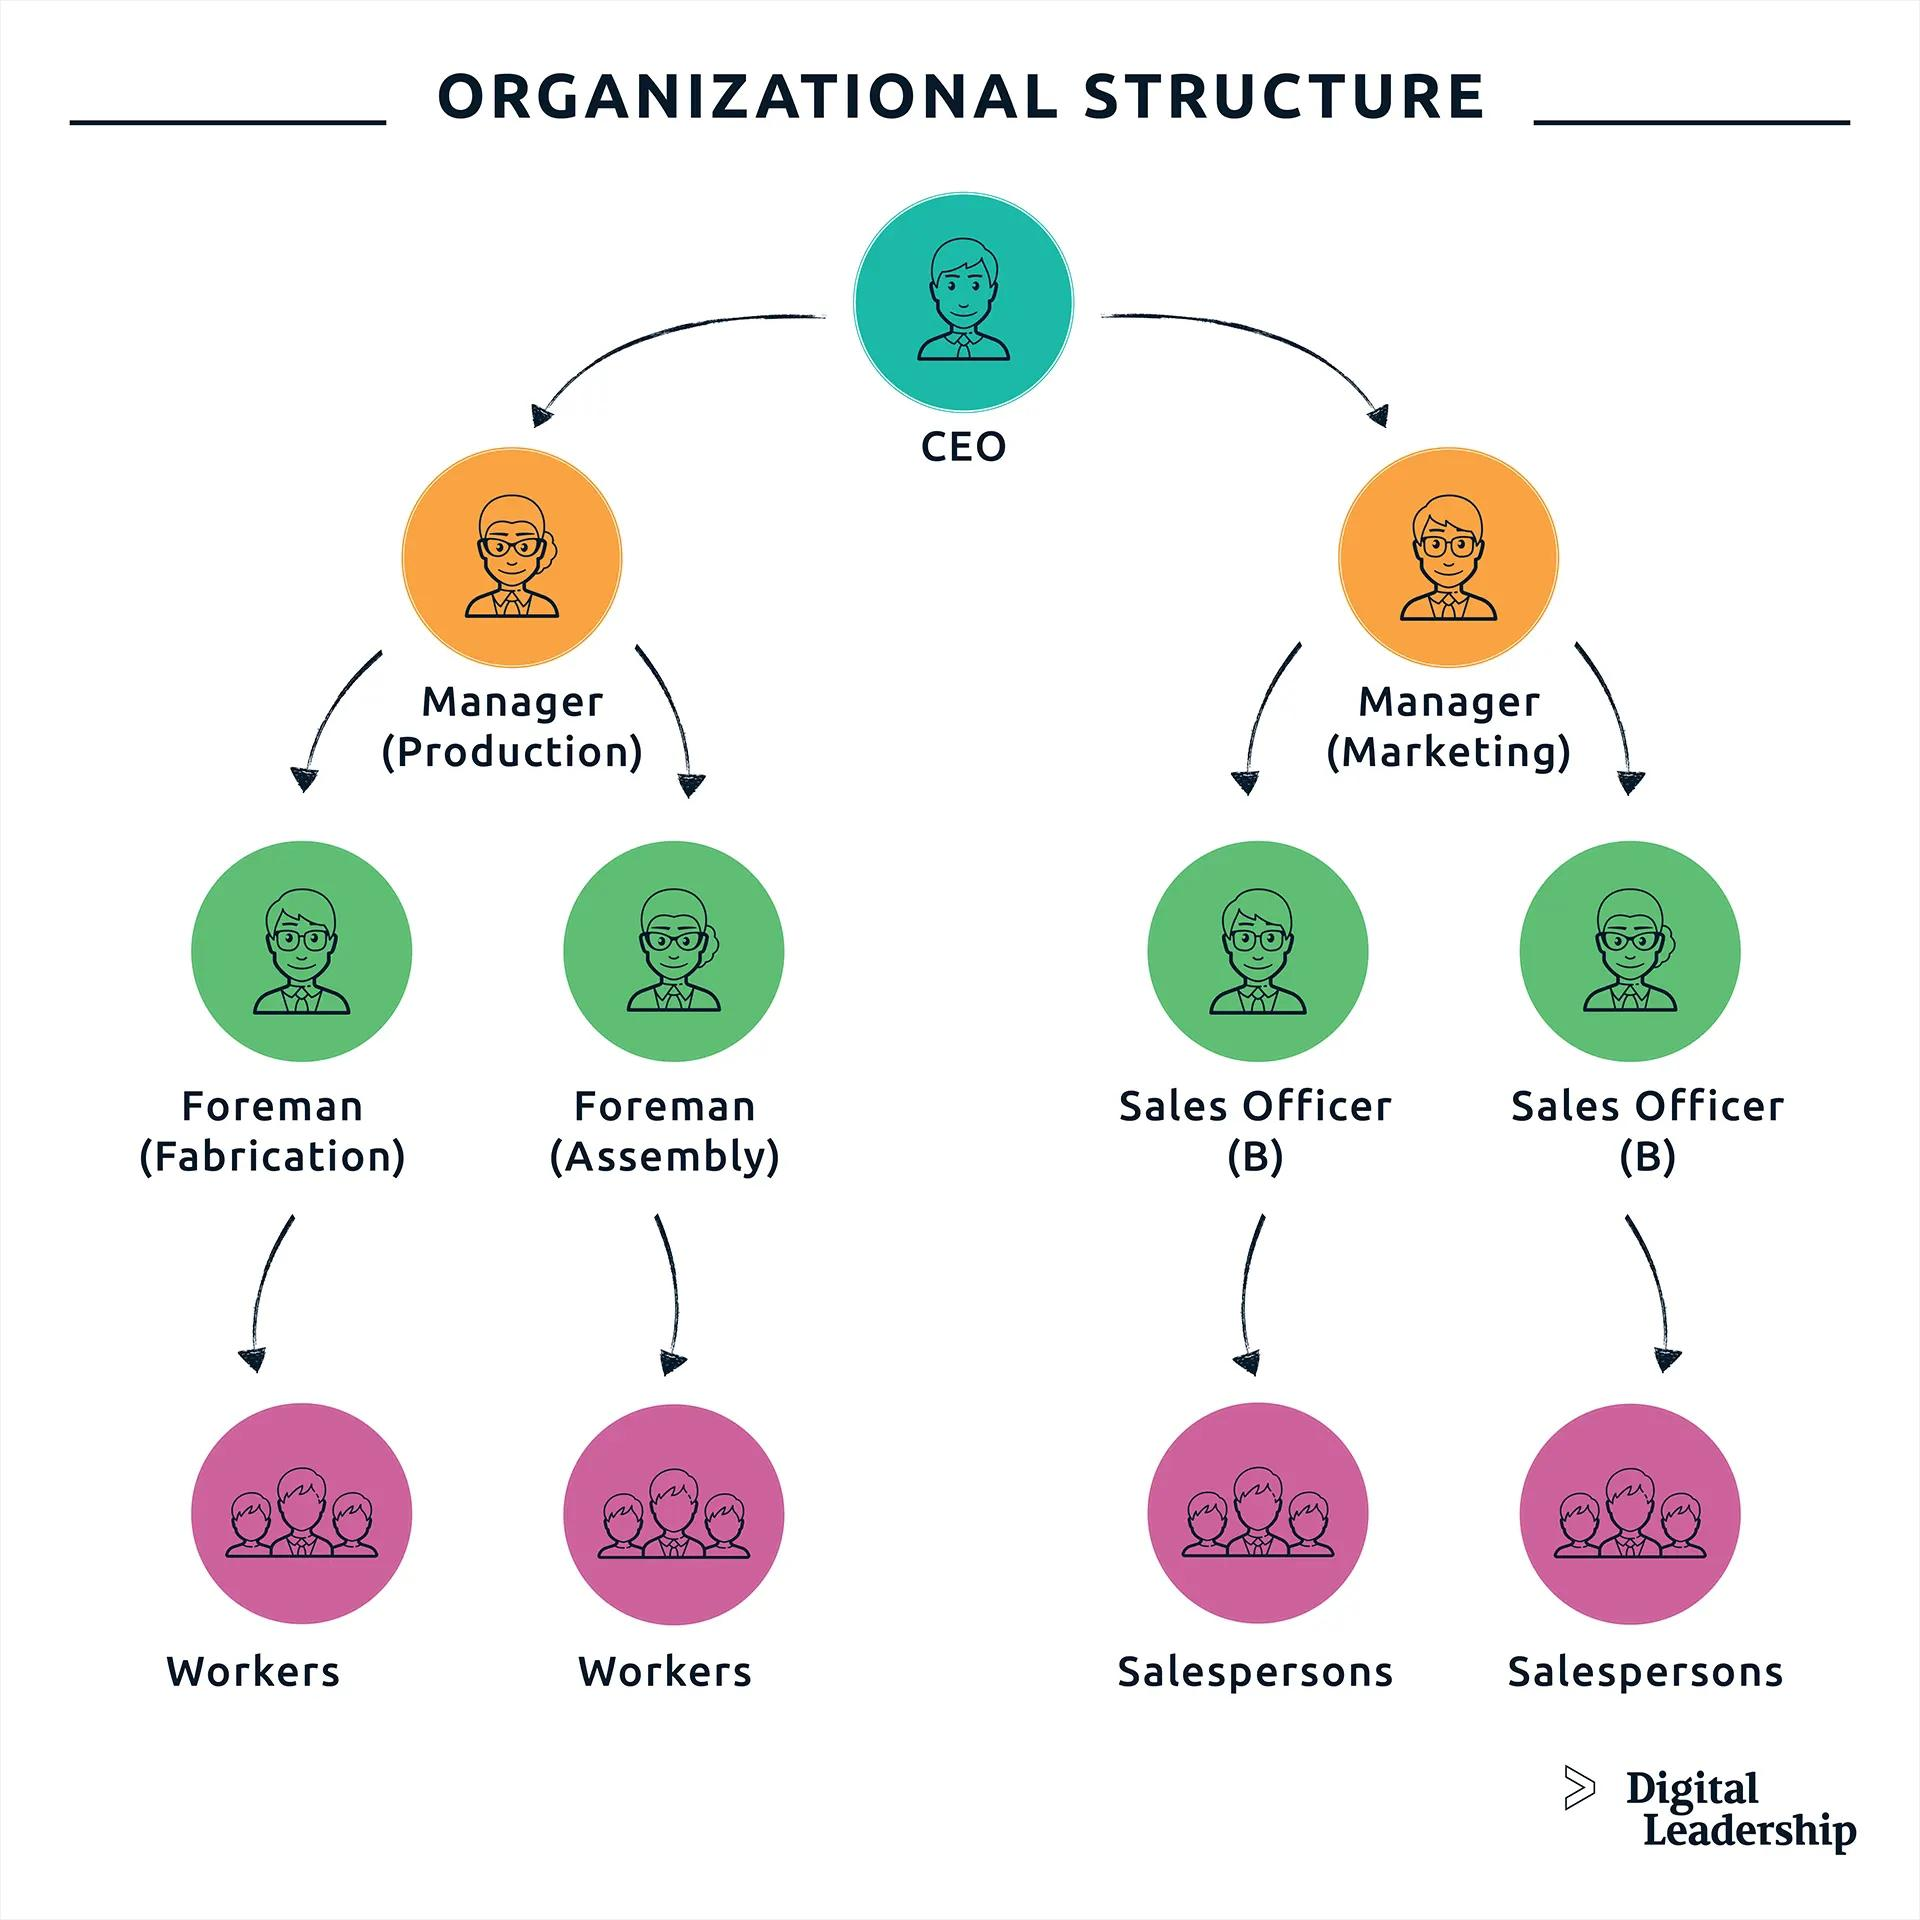 ORGANIZATIONAL STRUCTURE
CEO
Manager
(Production)
Manager
(Marketing)
Foreman
(Fabrication)
Foreman
(Assembly)
Sales Officer
(B)
Sales Officer
(B)
Workers
Workers
Salespersons
Salespersons
Digital
Leadership